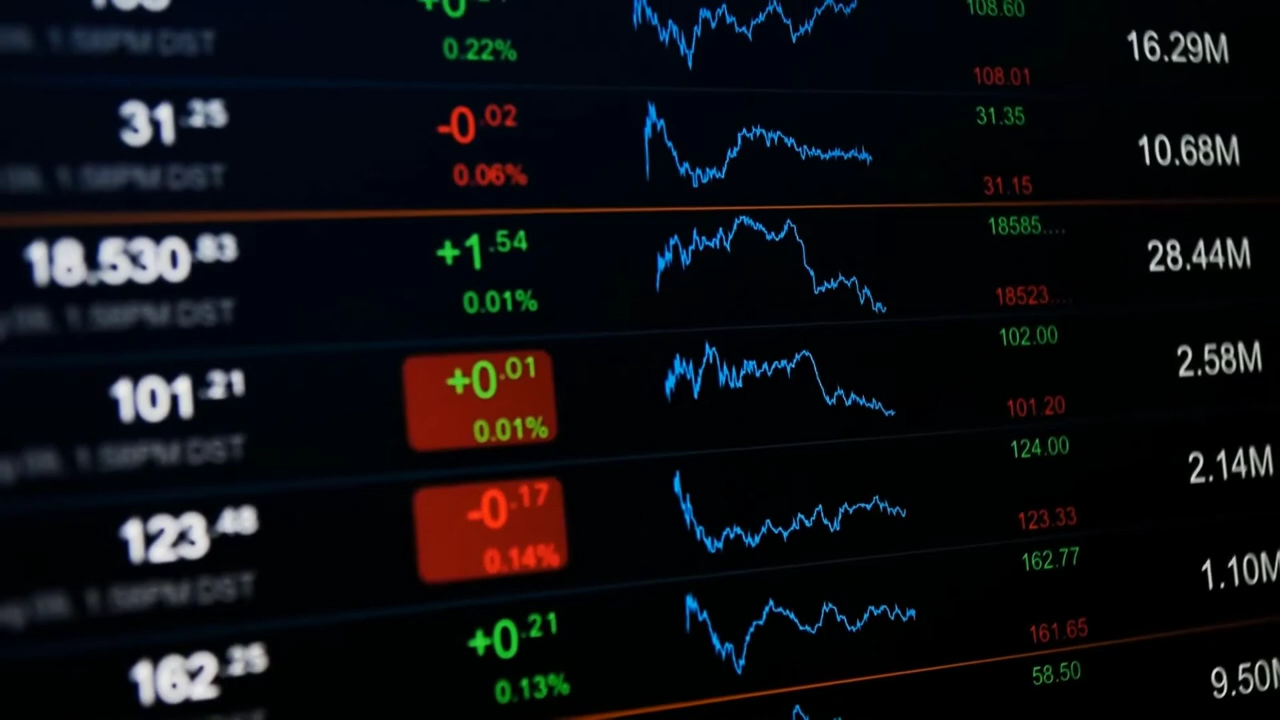 0.22%
108.60
108.01
16.29M
31.25
1:58PM DST
-0.02
0.06%
31.35
31.15
10.68M
18,530.83
1:58PM DST
+1.54
0.01%
18585....
18523....
28.44M
101.21
1:58PM DST
+0.01
0.01%
102.00
101.20
2.58M
123.48
1:58PM DST
-0.17
0.14%
124.00
123.33
2.14M
162.25
+0.21
0.13%
162.77
161.65
1.10M
58.50
9.50M